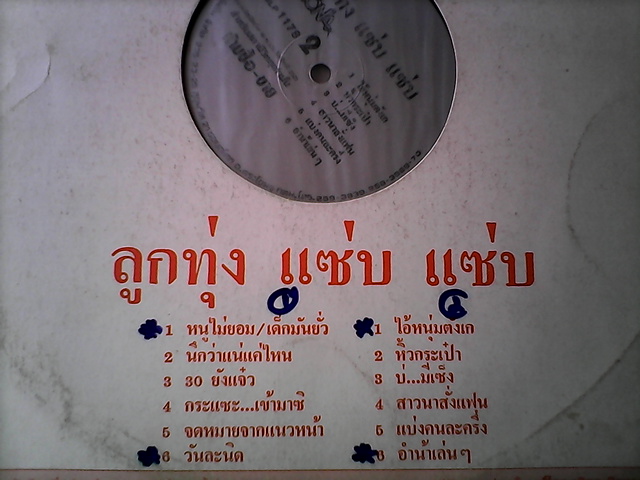 2
ลูกทุ่ง แซ่บ แซ่บ
1 หนูไม่ยอม/เด็กมันยั่ว
2 นึกว่าแน่แค่ไหน
3 30 ยังแจ๋ว
4 กระแซะ...เข้ามาซิ
5 จดหมายจากแนวหน้า
6 วันละนิด
1 ไอ้หนุ่มตังเก
2 หิ้วกระเป๋า
3 บ่...มีเซ็ง
4 สาวนาสั่งแฟน
5 แบ่งคนละครึ่ง
6 อำนํ้าเล่นๆ